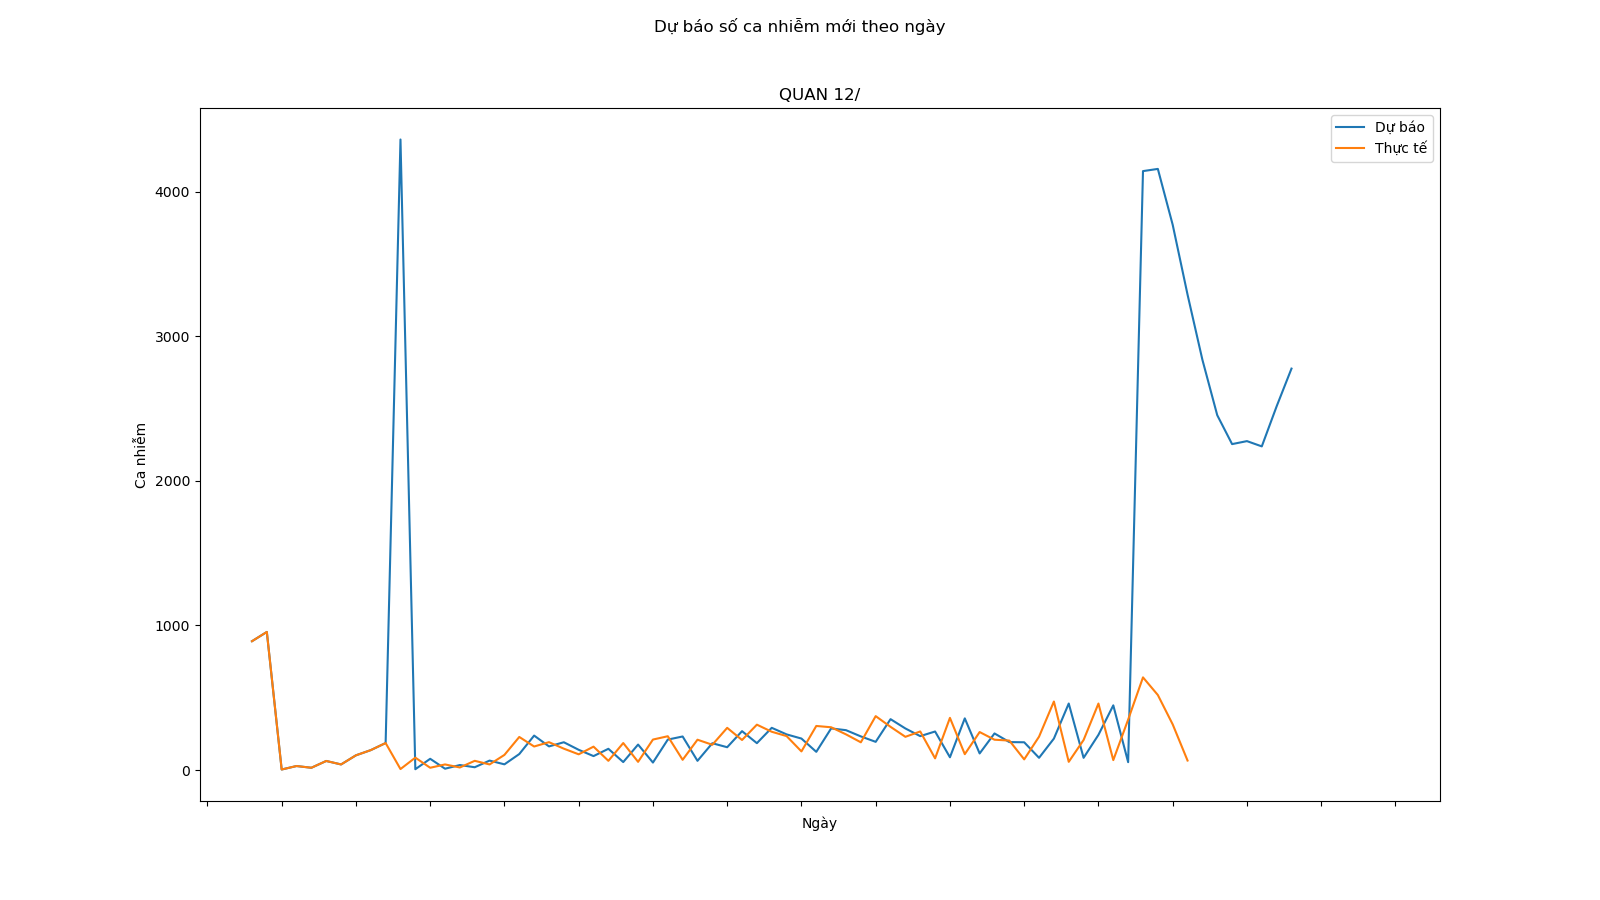 Dự báo số ca nhiễm mới theo ngày
QUAN 12/
Dự báo
Thực tế
4000
3000
2000
1000
0
Ca nhiễm
Ngày